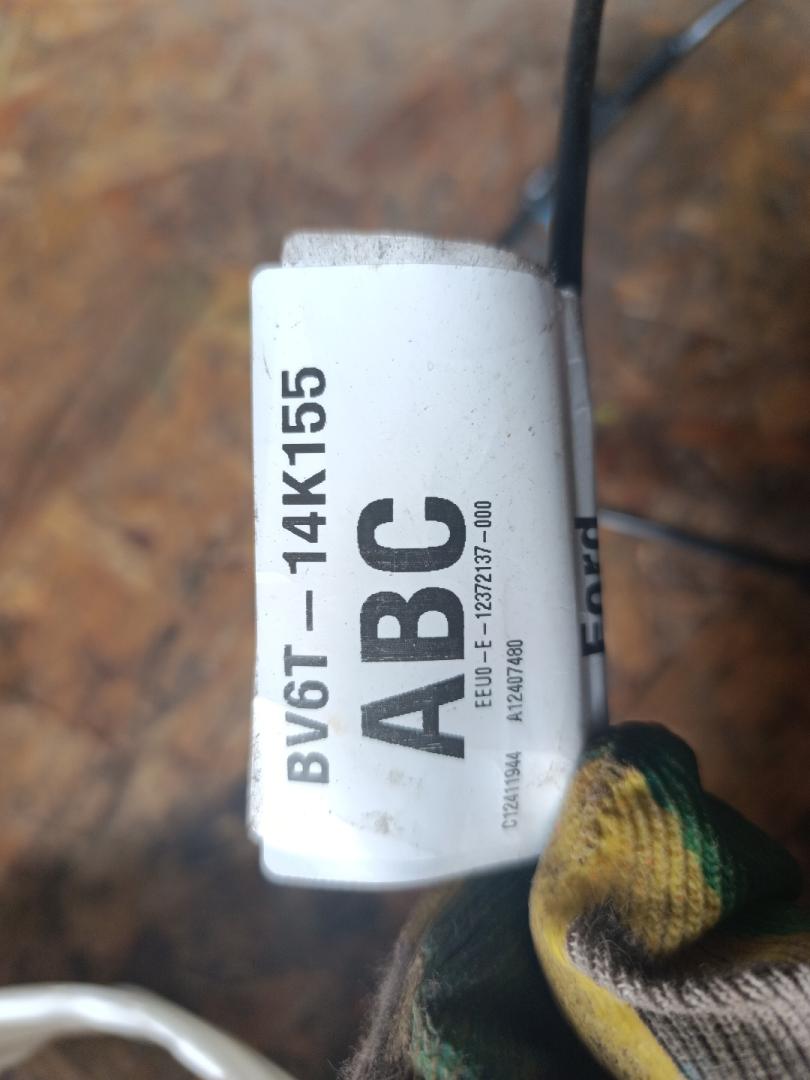 BV6T-14K155
ABC
EEU0-E-12372137-000
C12411944 A12407480
Ford